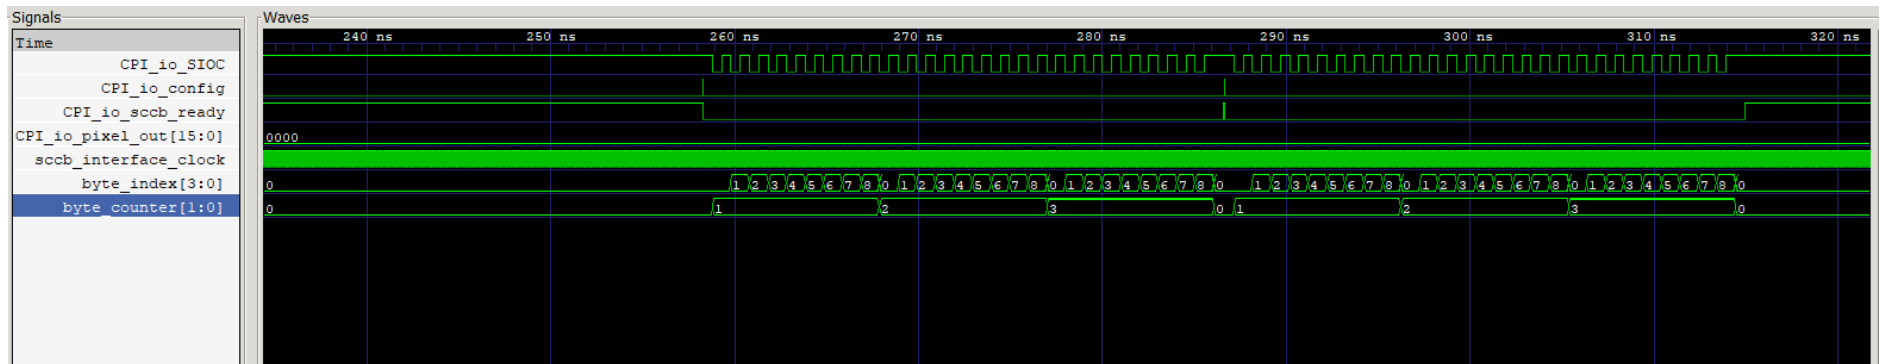 Signals
Waves
Time
240 ns 250 ns 260 ns 270 ns 280 ns 290 ns 300 ns 310 ns 320 ns
CPI_io_SIOC
CPI_io_config
CPI_io_sccb_ready
CPI_io_pixel_out[15:0] 0000
sccb_interface_clock
byte_index[3:0] 0 1 2 3 4 5 6 7 8 0 1 2 3 4 5 6 7 8 0 1 2 3 4 5 6 7 8 0 1 2 3 4 5 6 7 8 0 1 2 3 4 5 6 7 8 0 1 2 3 4 5 6 7 8 0
byte_counter[1:0] 0 1 2 3 0 1 2 3 0